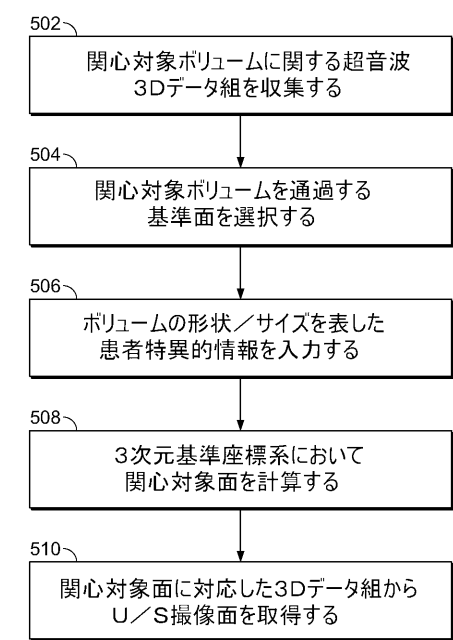 502
関心対象ボリュームに関する超音波
3Dデータ組を収集する
504
関心対象ボリュームを通過する
基準面を選択する
506
ボリュームの形状／サイズを表した
患者特異的情報を入力する
508
3次元基準座標系において
関心対象面を計算する
510
関心対象面に対応した3Dデータ組から
U／S撮像面を取得する